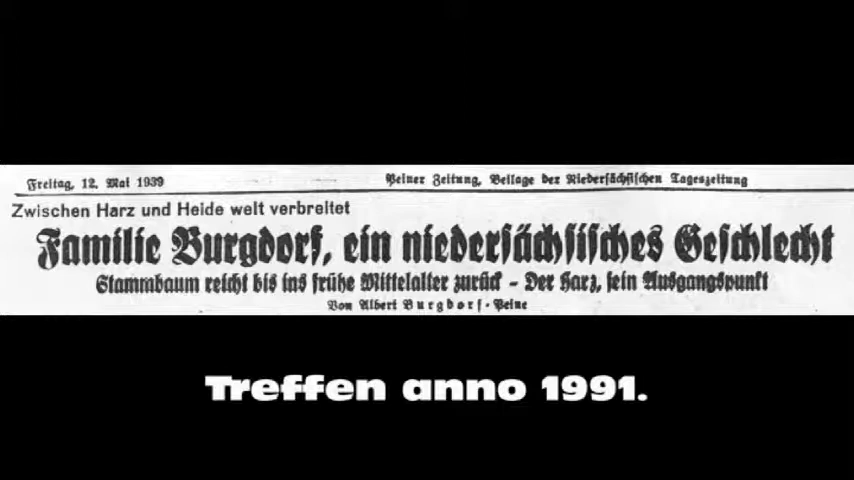 Freitag, 12. Mai 1939
Peiner Zeitung, Beilage der Niedersächsischen Tageszeitung
Zwischen Harz und Heide weit verbreitet
Familie Burgdorf, ein niedersächsisches Geschlecht
Stammbaum reicht bis ins frühe Mittelalter zurück - Der Harz, sein Ausgangspunkt
Von Albert Burgdorf - Peine
Treffen anno 1991.